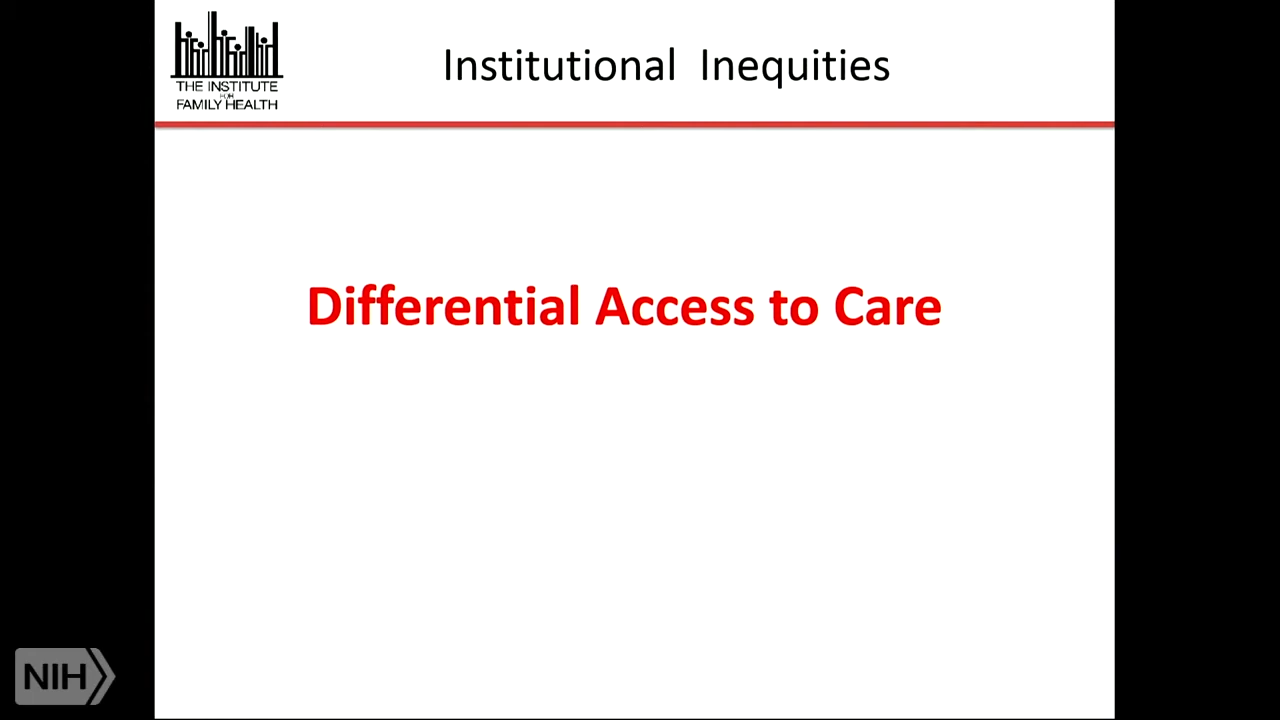 THE INSTITUTE
FOR
FAMILY HEALTH
Institutional Inequities
Differential Access to Care
NIH